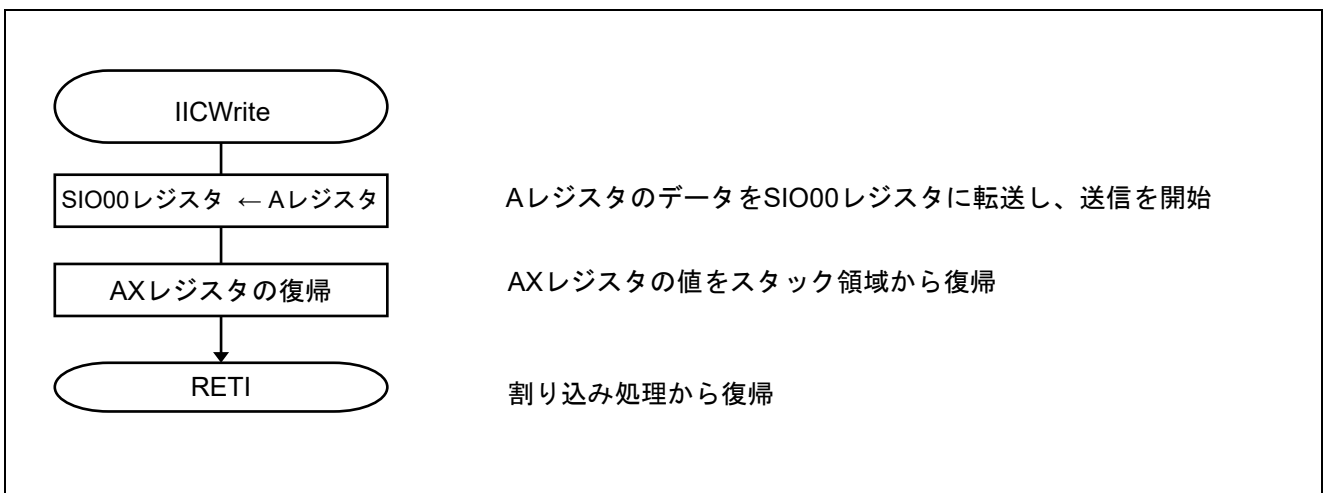 IICWrite
SIO00レジスタ ← Aレジスタ
AレジスタのデータをSIO00レジスタに転送し、送信を開始
AXレジスタの復帰
AXレジスタの値をスタック領域から復帰
RETI
割り込み処理から復帰